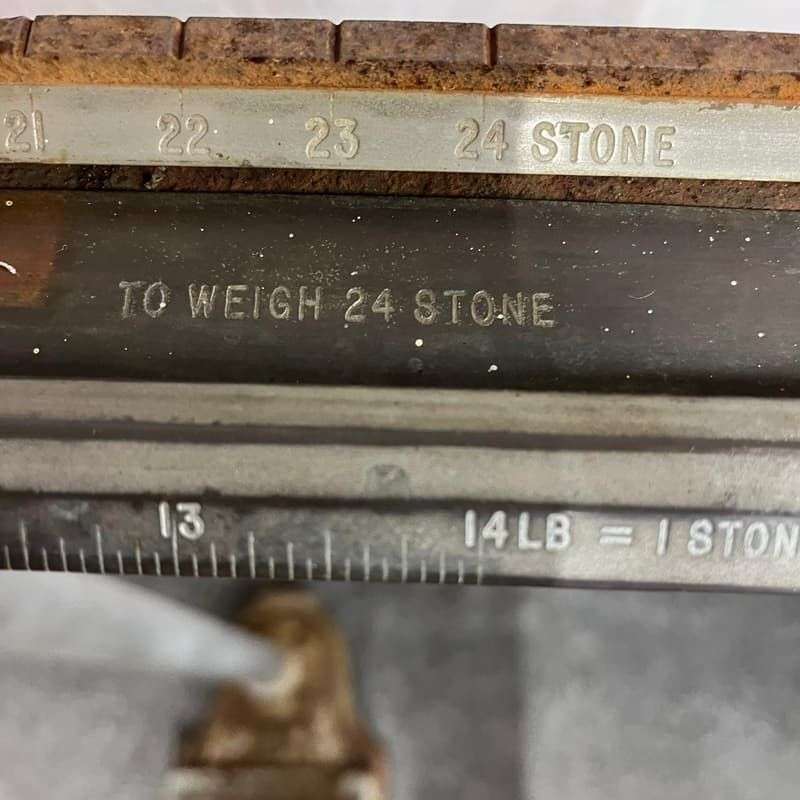 21 22 23 24 STONE
TO WEIGH 24 STONE
13 14LB = 1 STON